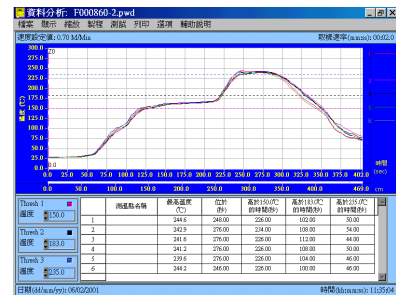 資料分析: F000860-2.pwd
檔案 顯示 縮放 製程 測試 列印 選項 輔助說明
速度設定值: 0.70 M/Min 取樣速率(mm:ss): 00:02.0
300.0
275.0
250.0
225.0
200.0
175.0
150.0
125.0
100.0
75.0
50.0
25.0
0.0
溫度 (℃)
0.0 25.0 50.0 75.0 100.0 125.0 150.0 175.0 200.0 225.0 250.0 275.0 300.0 325.0 350.0 375.0 402.0 時間 (sec)
0.0 50.0 100.0 150.0 200.0 250.0 300.0 350.0 400.0 469.0 cm
Thresh 1
溫度 150.0
Thresh 2
溫度 183.0
Thresh 3
溫度 235.0
測溫點名稱 最高溫度(℃) 位於(秒) 高於150.0℃的時間(秒) 高於183.0℃的時間(秒) 高於235.0℃的時間(秒)
1 244.6 248.00 226.00 102.00 50.00
2 242.9 276.00 234.00 108.00 54.00
3 241.6 276.00 226.00 112.00 44.00
4 241.2 276.00 226.00 108.00 50.00
5 239.6 276.00 226.00 104.00 46.00
6 244.2 246.00 226.00 100.00 46.00
日期(dd/mm/yy): 06/02/2001 時間(hh:mm:ss): 11:35:04